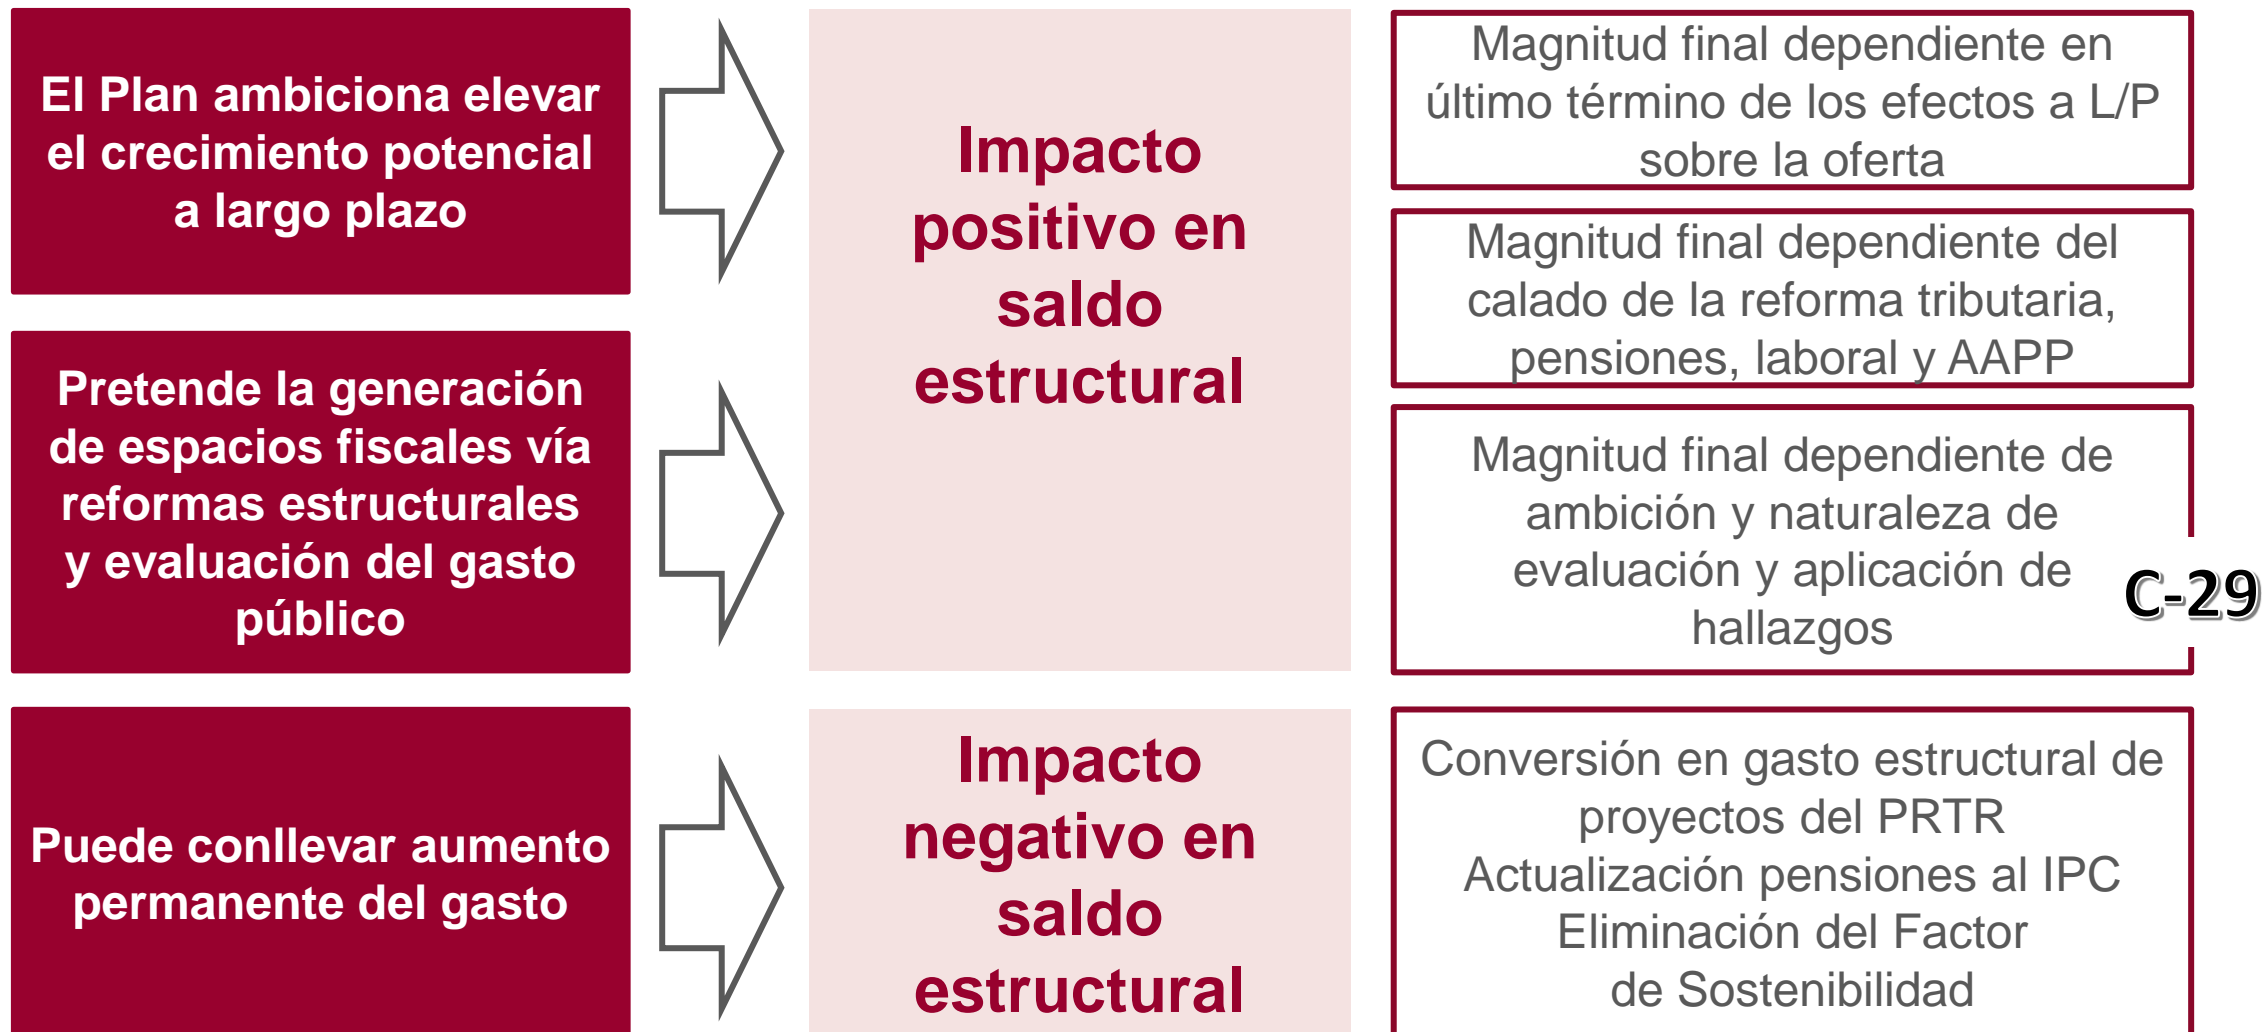 El Plan ambiciona elevar
el crecimiento potencial
a largo plazo
Impacto
positivo en
saldo
estructural
Magnitud final dependiente en
último término de los efectos a L/P
sobre la oferta
Magnitud final dependiente del
calado de la reforma tributaria,
pensiones, laboral y AAPP
Pretende la generación
de espacios fiscales vía
reformas estructurales
y evaluación del gasto
público
Magnitud final dependiente de
ambición y naturaleza de
evaluación y aplicación de
hallazgos
C-29
Puede conllevar aumento
permanente del gasto
Impacto
negativo en
saldo
estructural
Conversión en gasto estructural de
proyectos del PRTR
Actualización pensiones al IPC
Eliminación del Factor
de Sostenibilidad